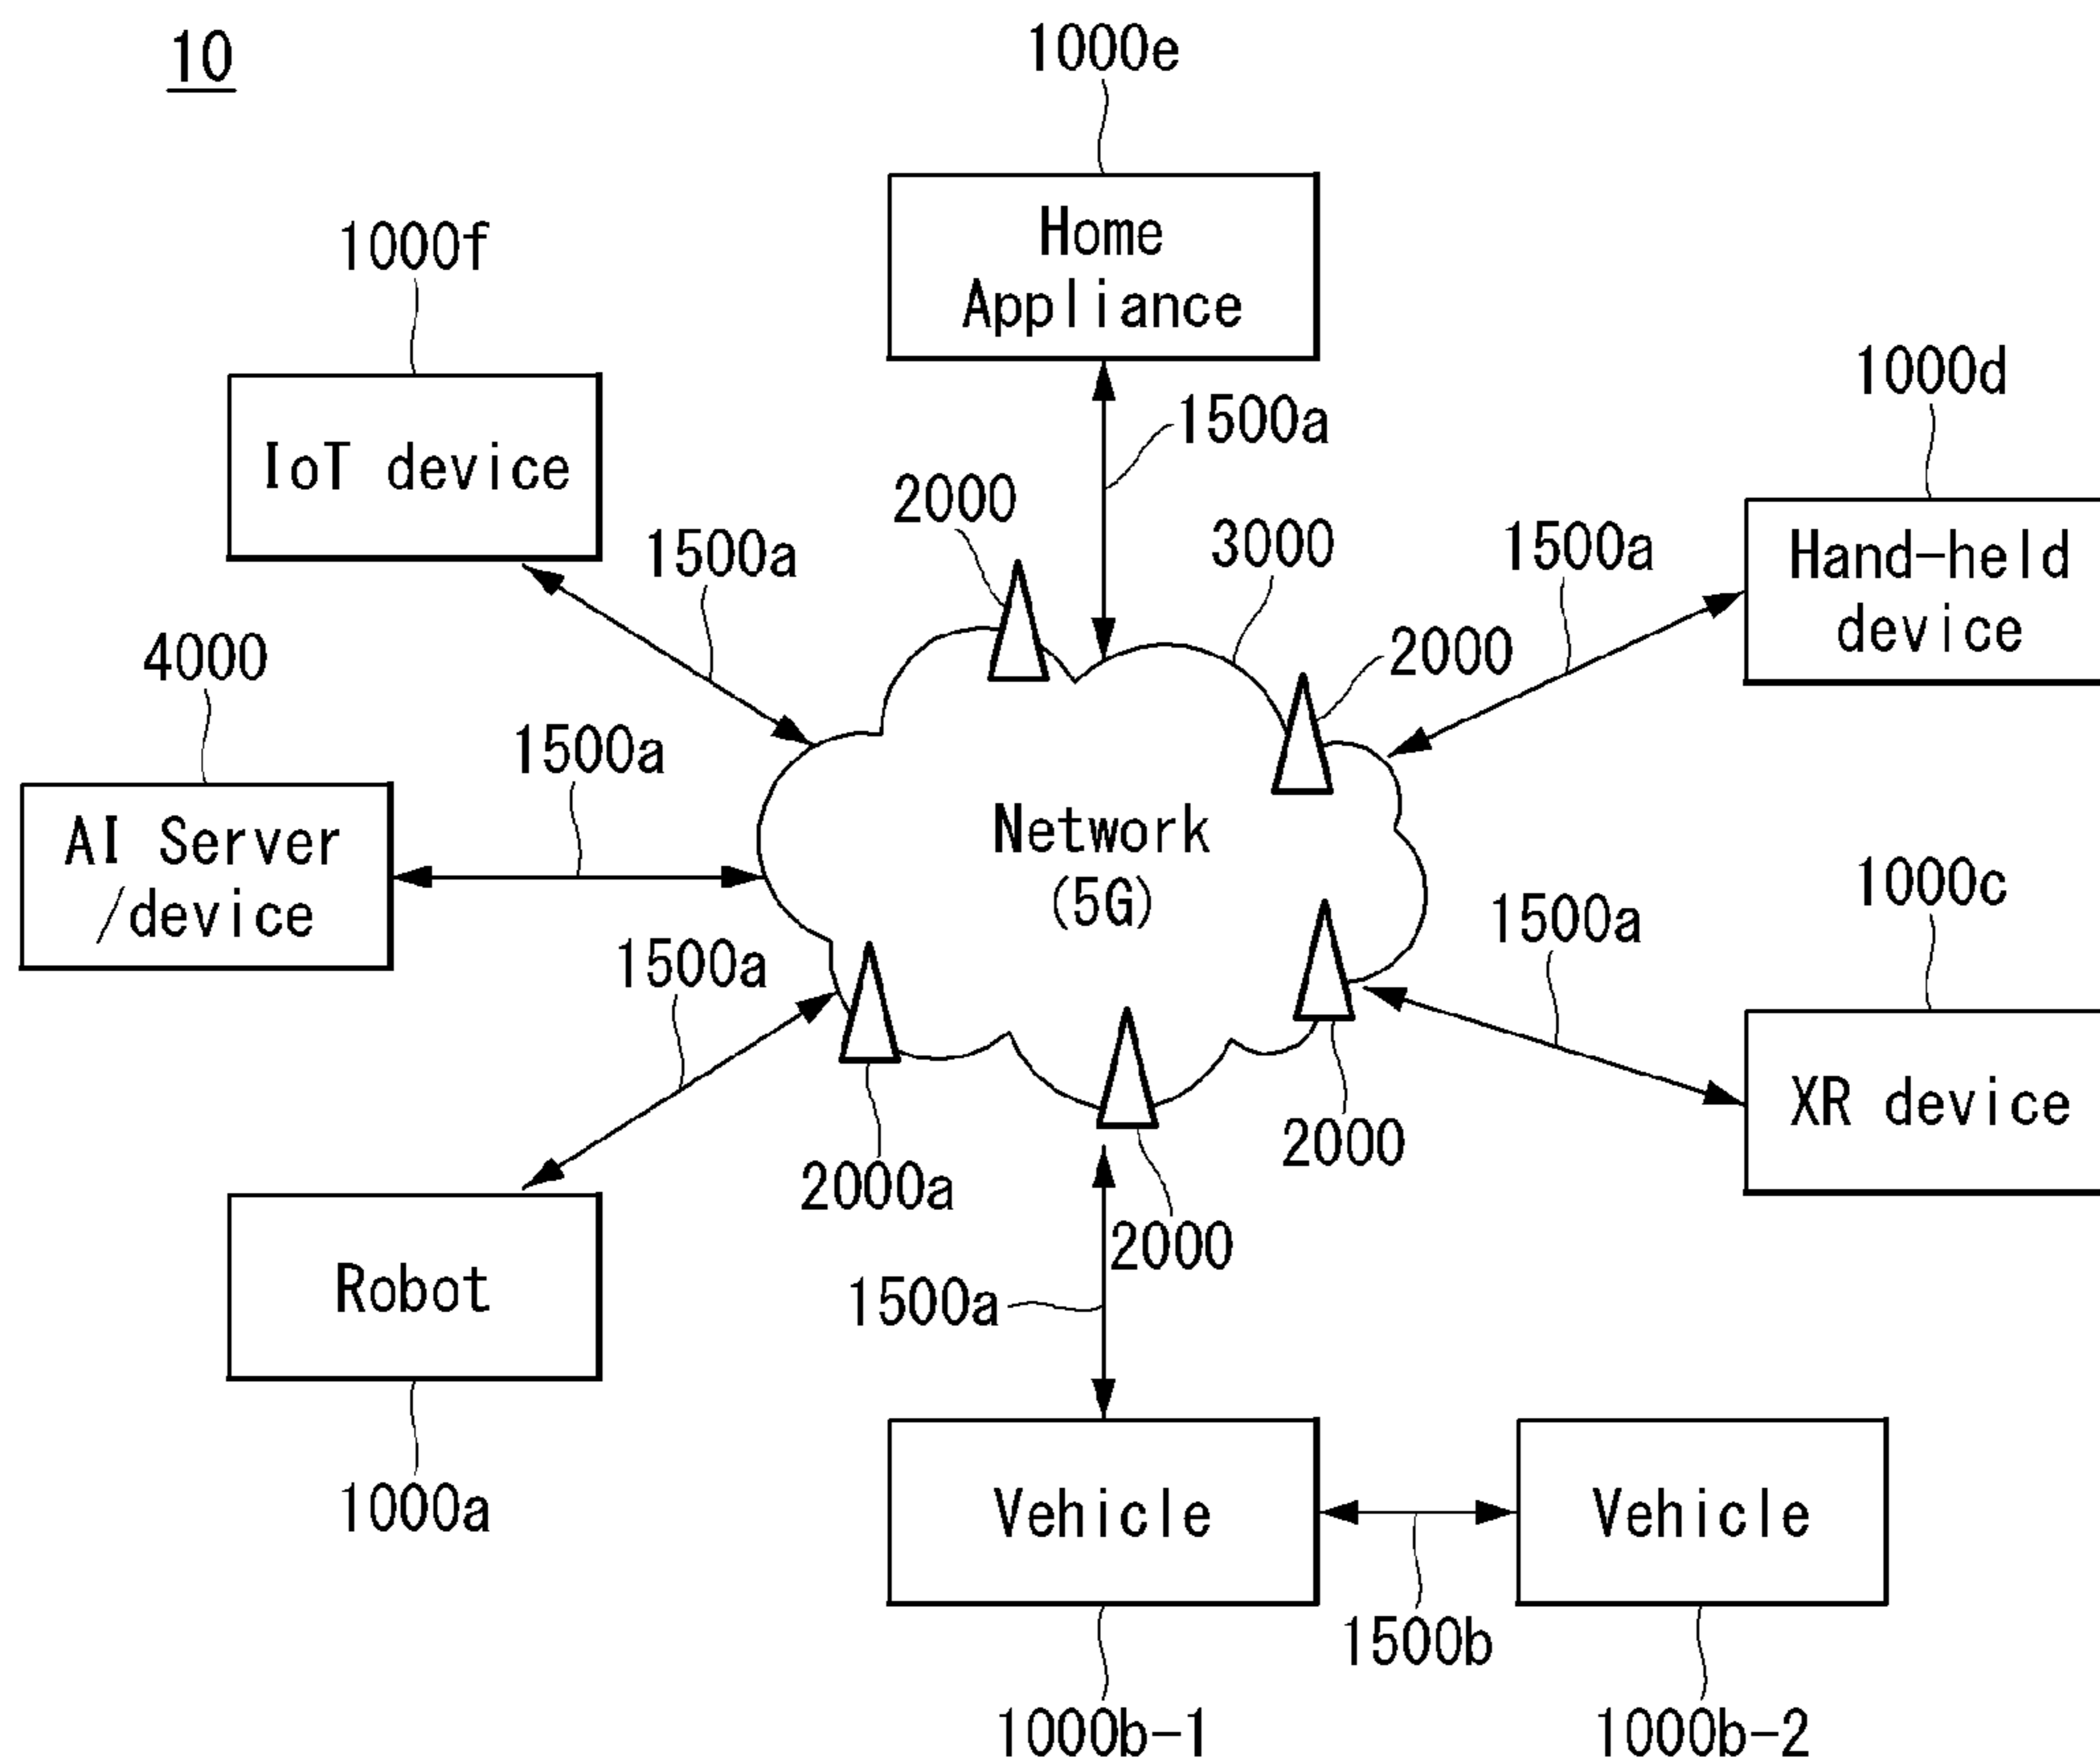 10
1000e
Home
Appliance
1000f
IoT device
1500a
1000d
Hand-held
device
2000
3000
1500a
1500a
2000
4000
AI Server
/device
1500a
Network
(5G)
1000c
XR device
1500a
1500a
2000a
2000
2000
Robot
1000a
1500a
Vehicle
Vehicle
1500b
1000b-1
1000b-2